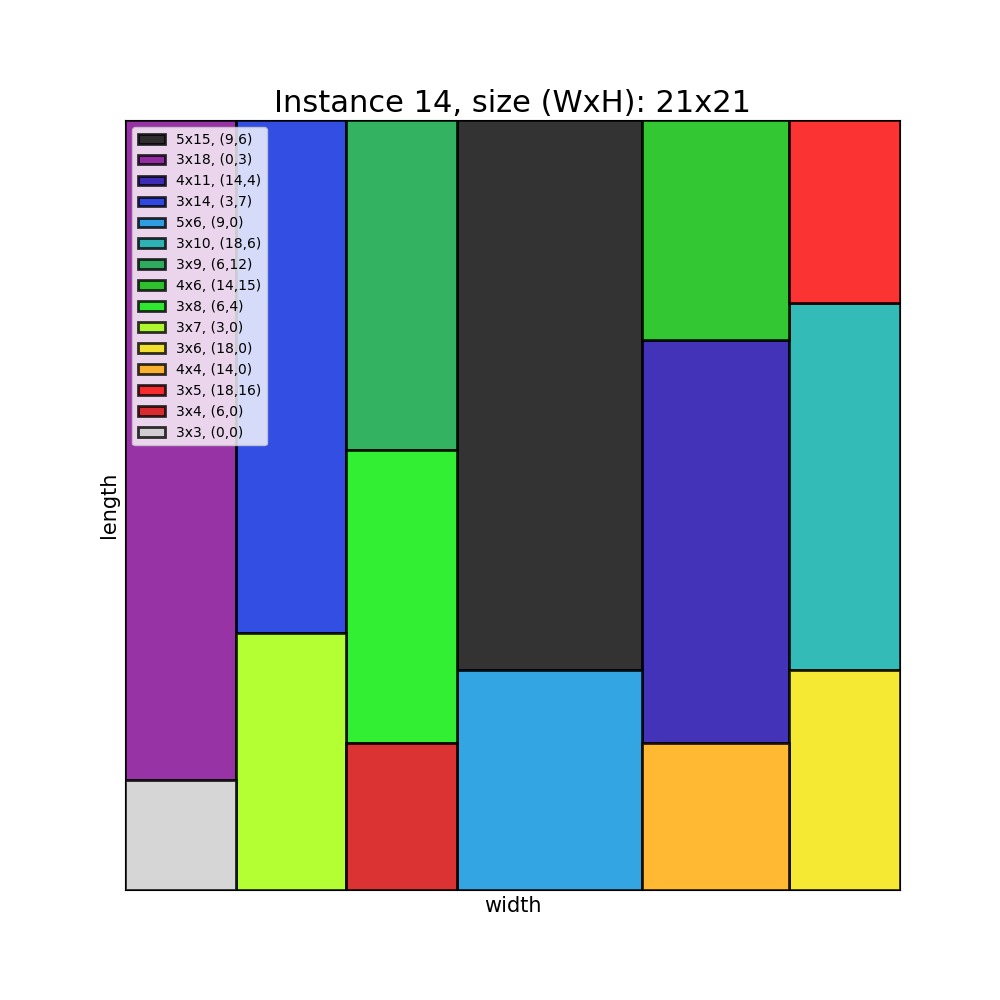 Instance 14, size (WxH): 21x21
5x15, (9,6)
3x18, (0,3)
4x11, (14,4)
3x14, (3,7)
5x6, (9,0)
3x10, (18,6)
3x9, (6,12)
4x6, (14,15)
3x8, (6,4)
3x7, (3,0)
3x6, (18,0)
4x4, (14,0)
3x5, (18,16)
3x4, (6,0)
3x3, (0,0)
length
width